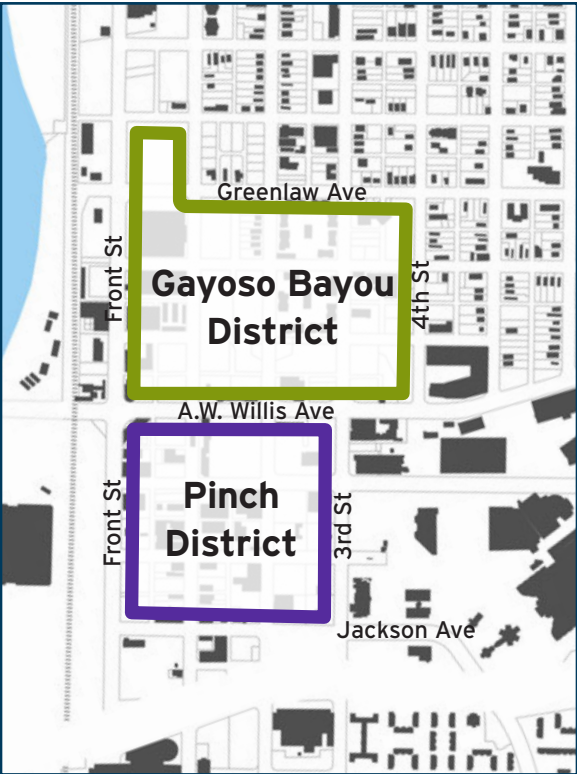 Greenlaw Ave
Front St
Gayoso Bayou
District
4th St
A.W. Willis Ave
Front St
Pinch
District
3rd St
Jackson Ave